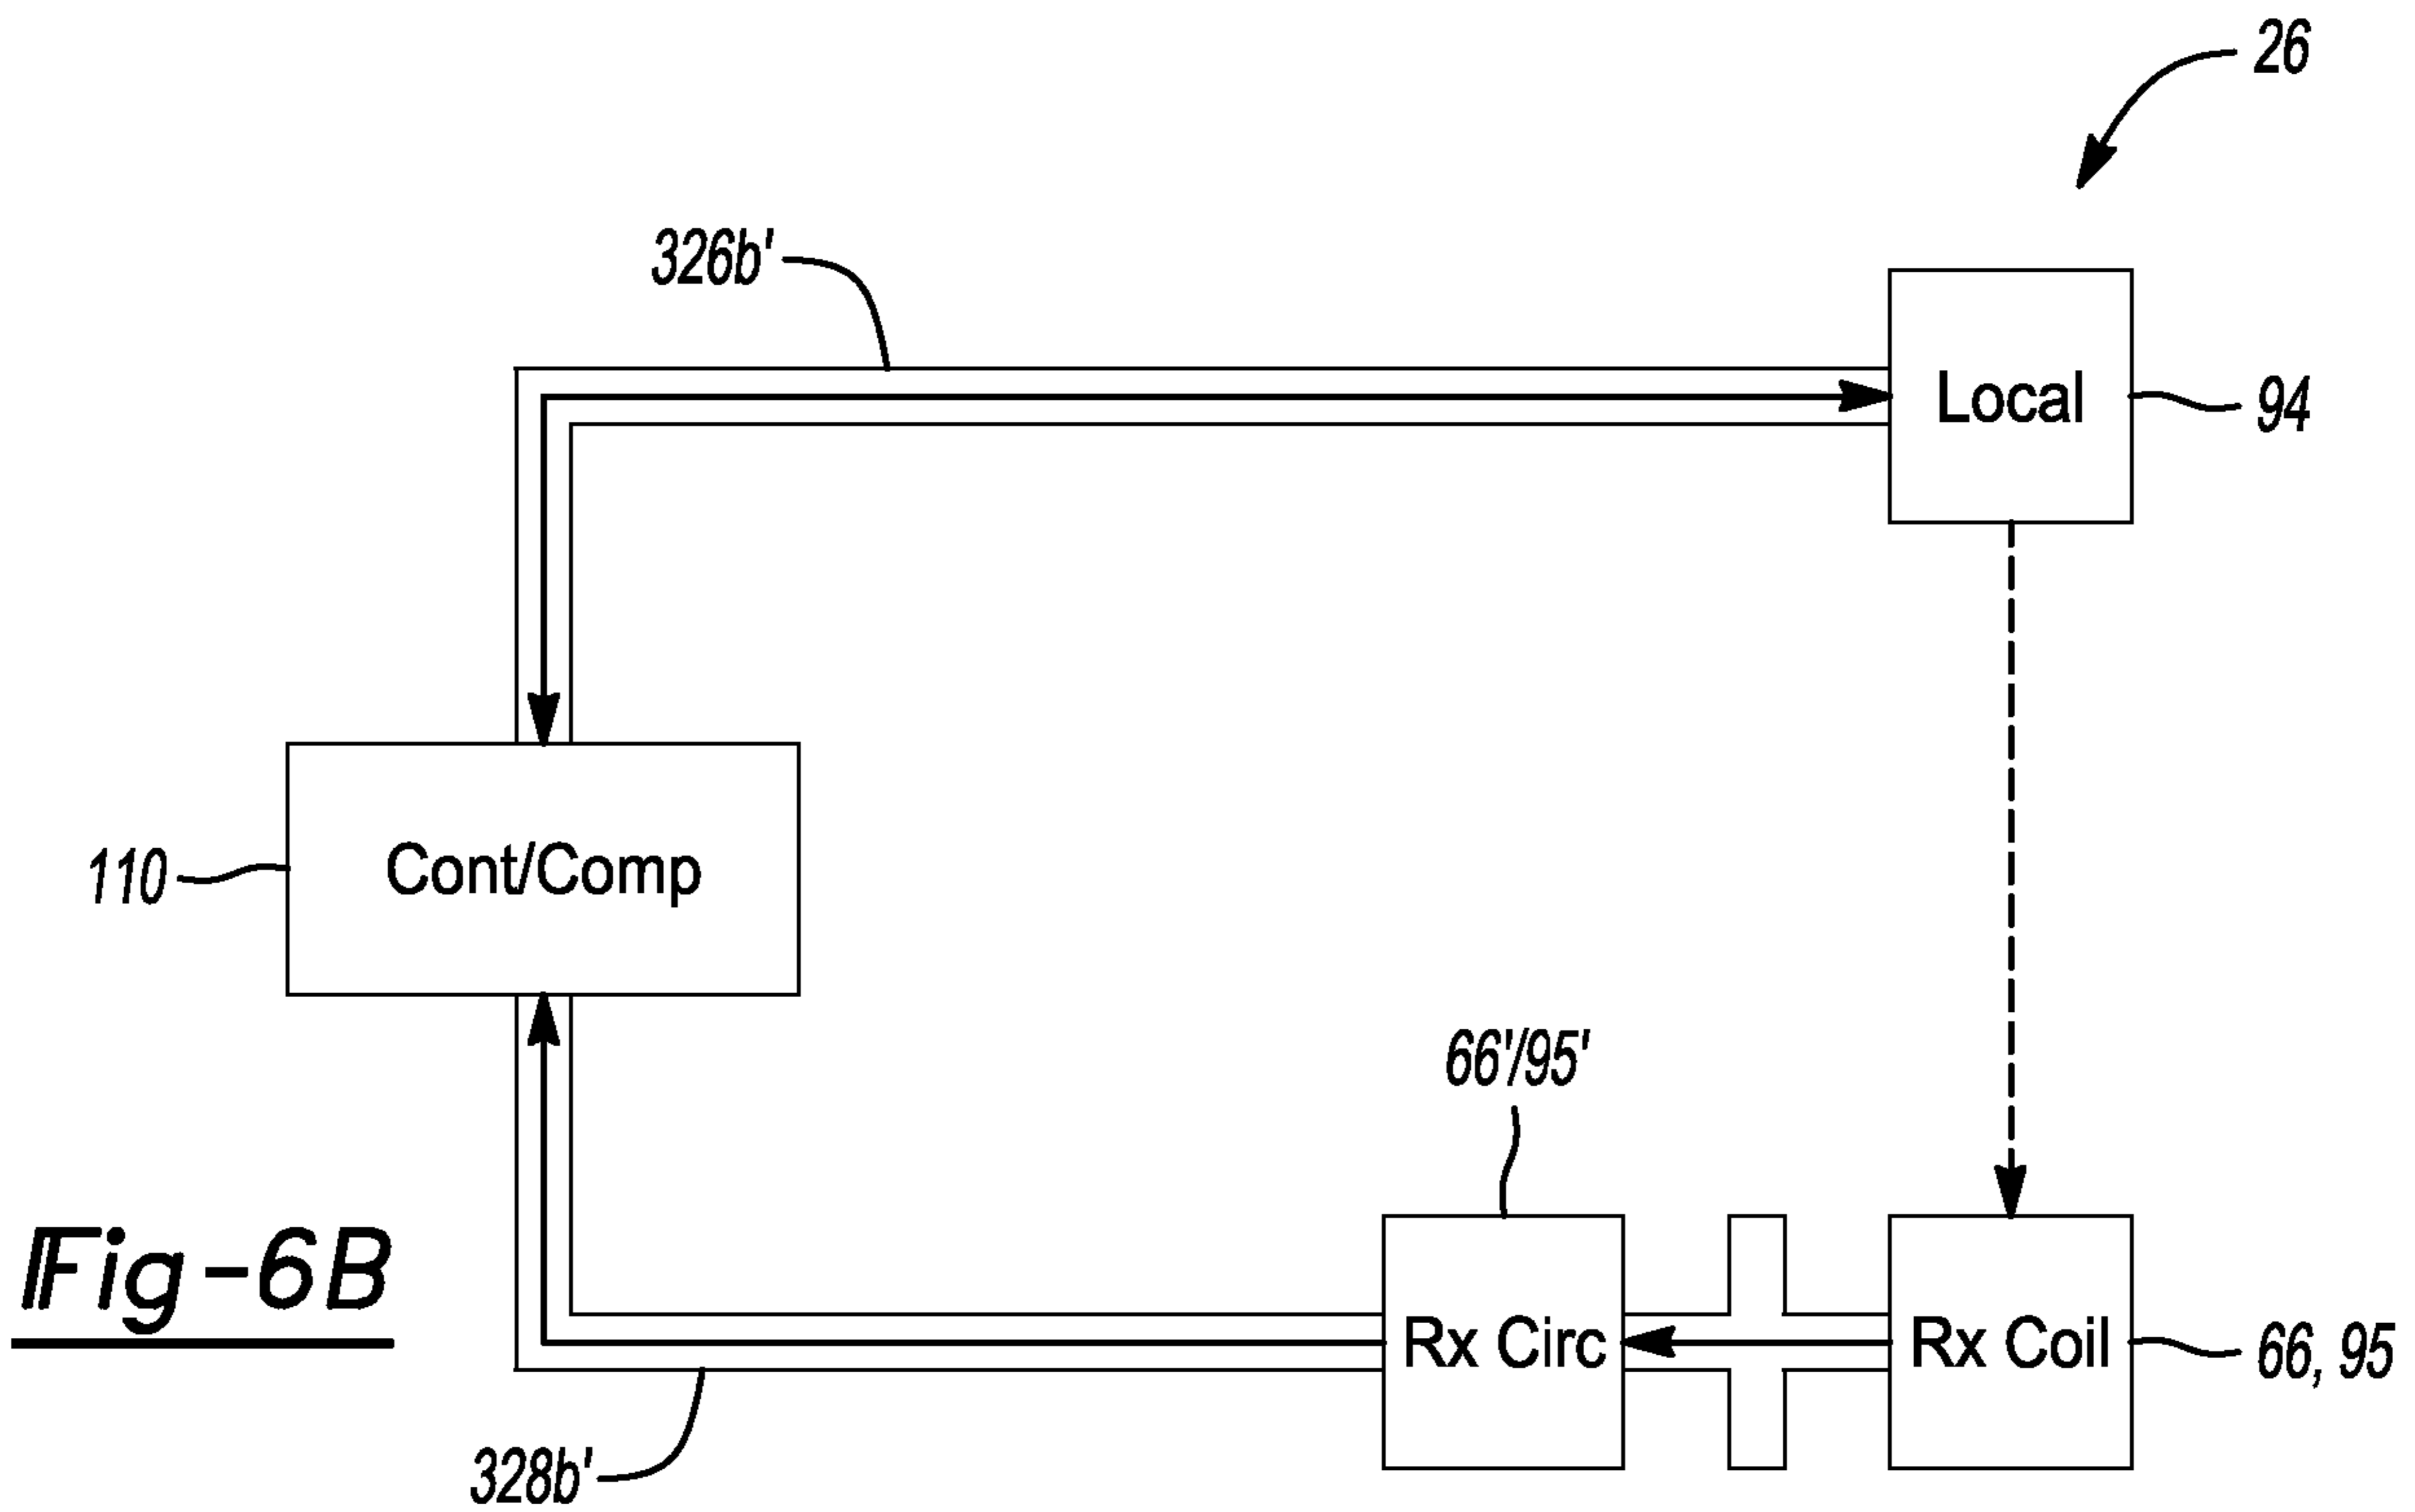 26
326b'
Local
94
110
Cont/Comp
66'/95'
Fig-6B
Rx Circ
Rx Coil
66, 95
328b'